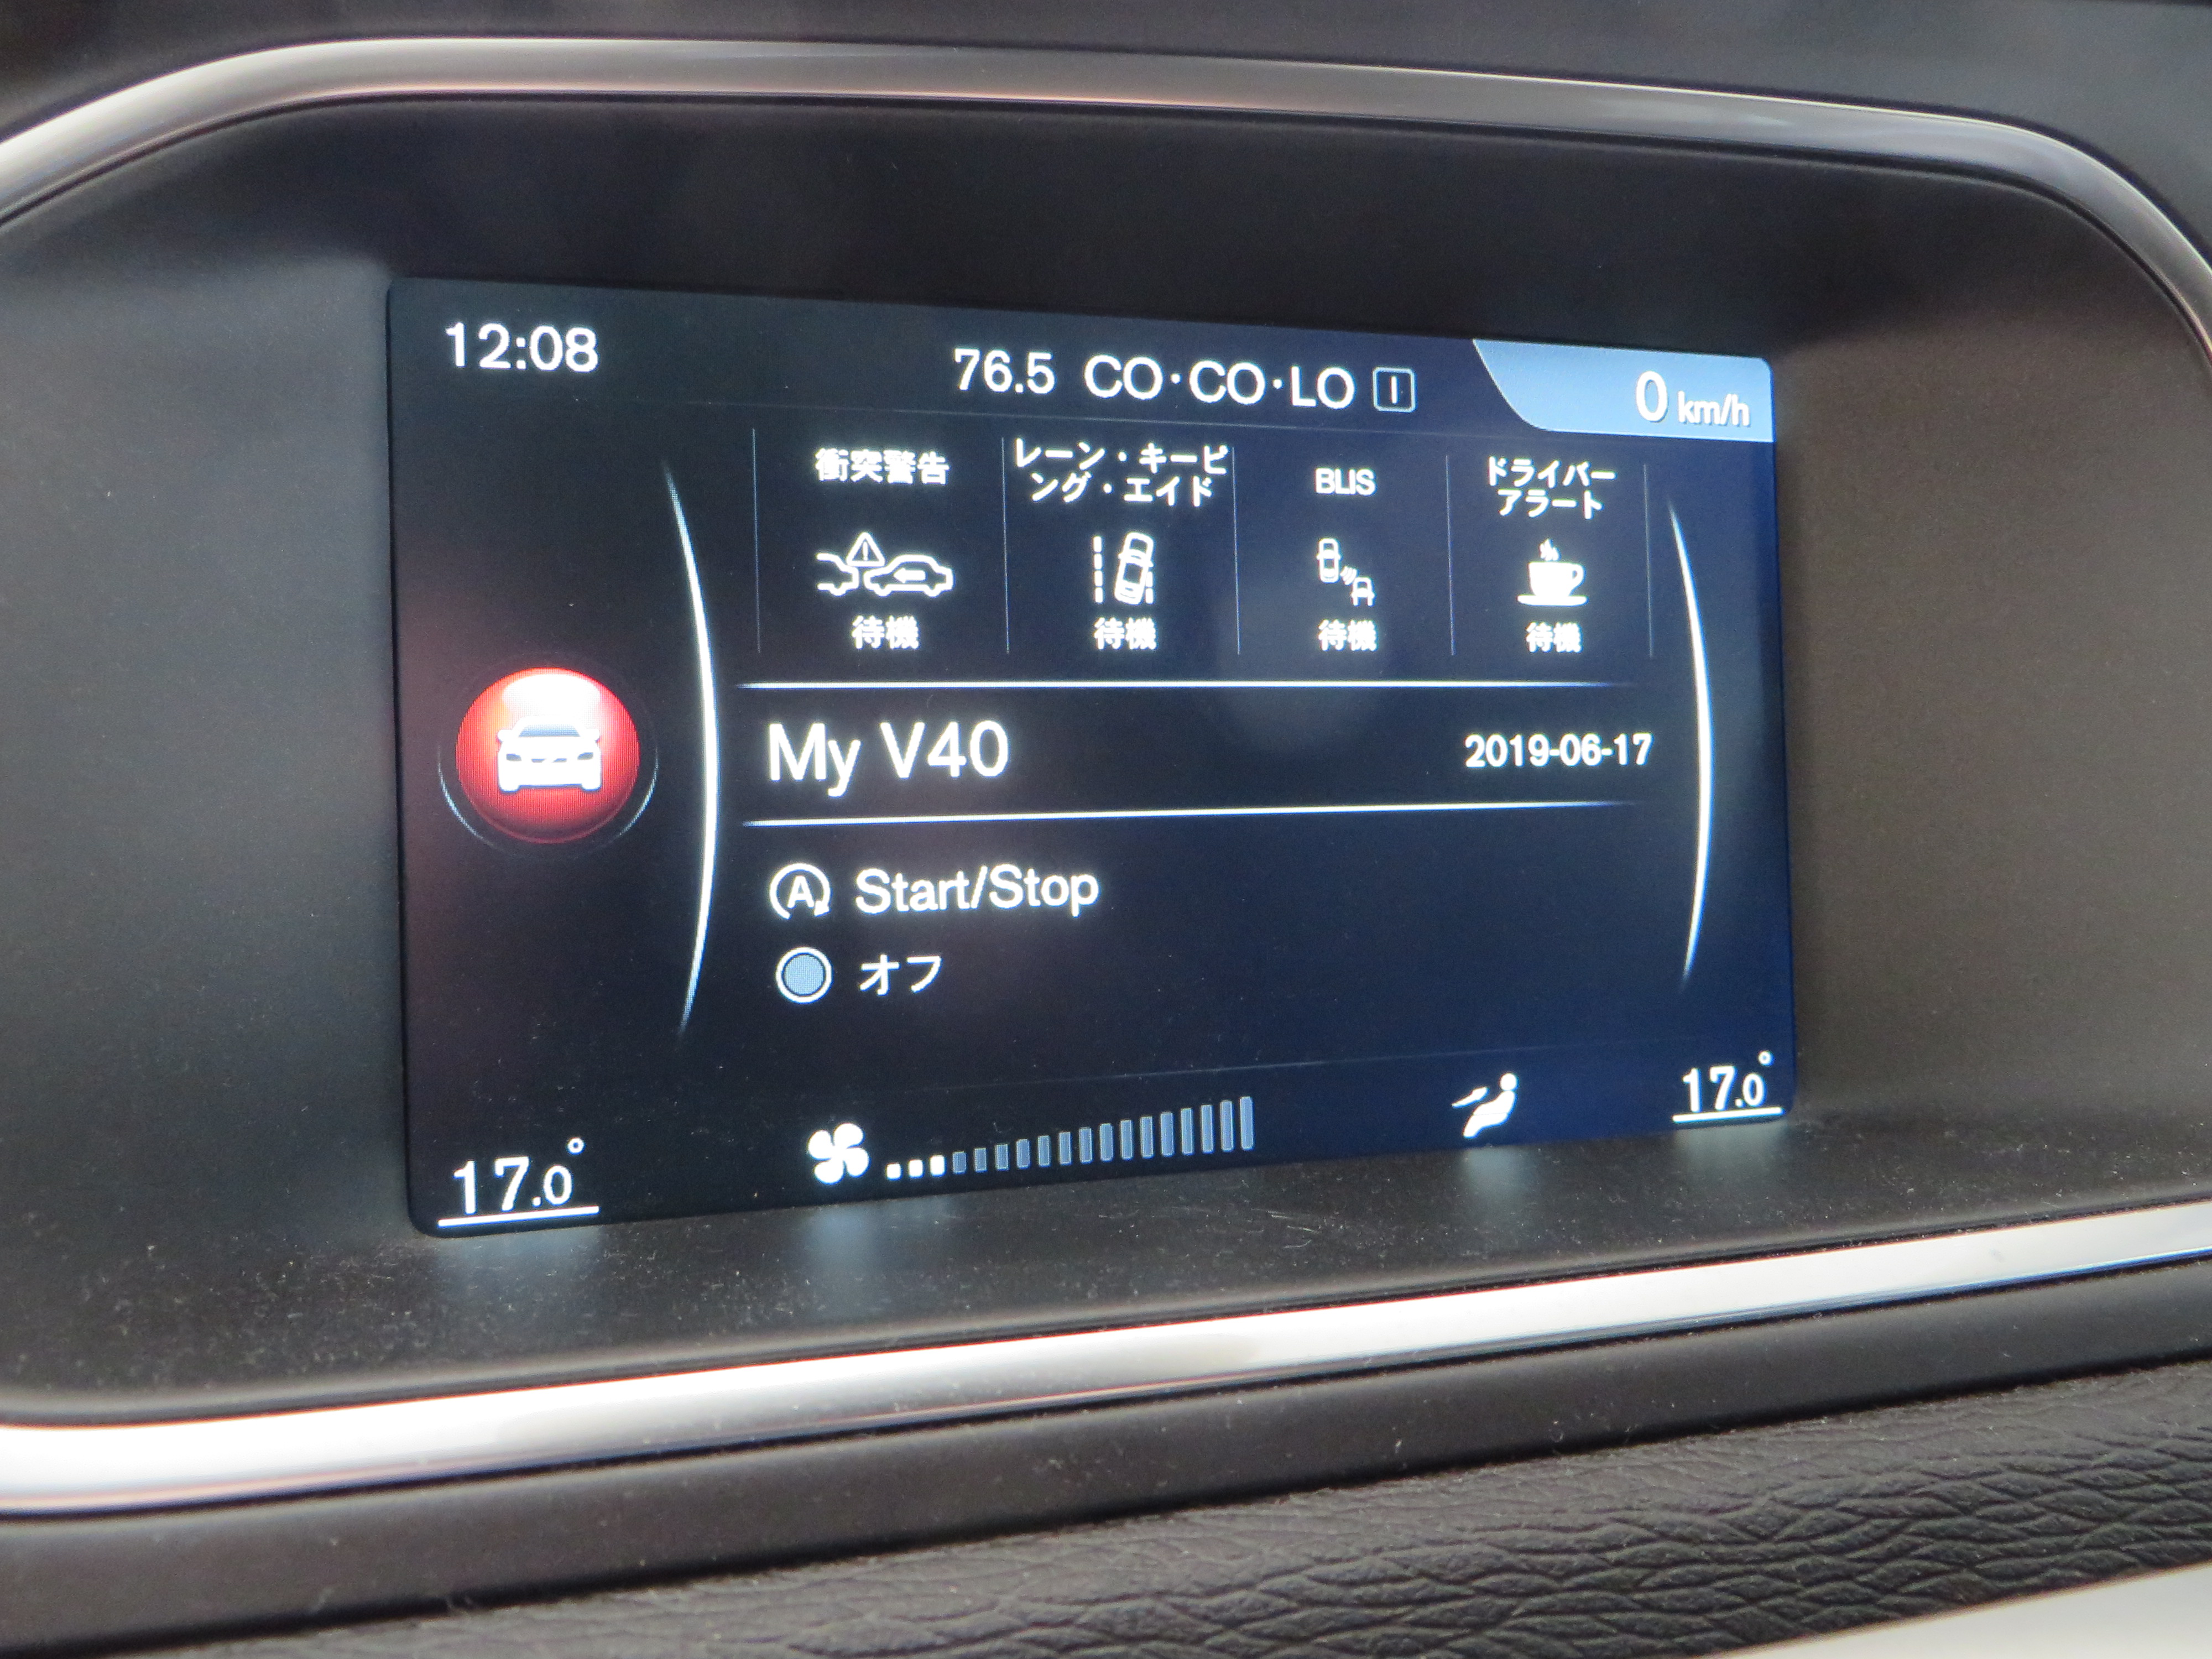 12:08
76.5 CO·CO·LO I
0 km/h
衝突警告
レーン・キーピ
ング・エイド
BLIS
ドライバー
アラート
待機
待機
待機
待機
My V40
2019-06-17
A Start/Stop
オフ
17.0°
17.0°